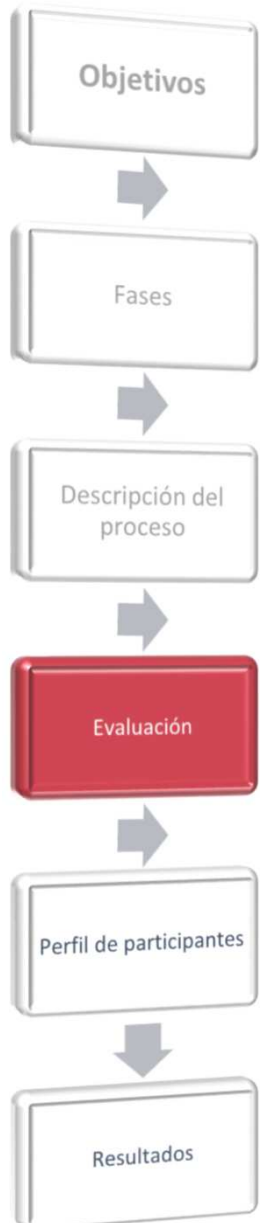 Objetivos
Fases
Descripción del
proceso
Evaluación
Perfil de participantes
Resultados